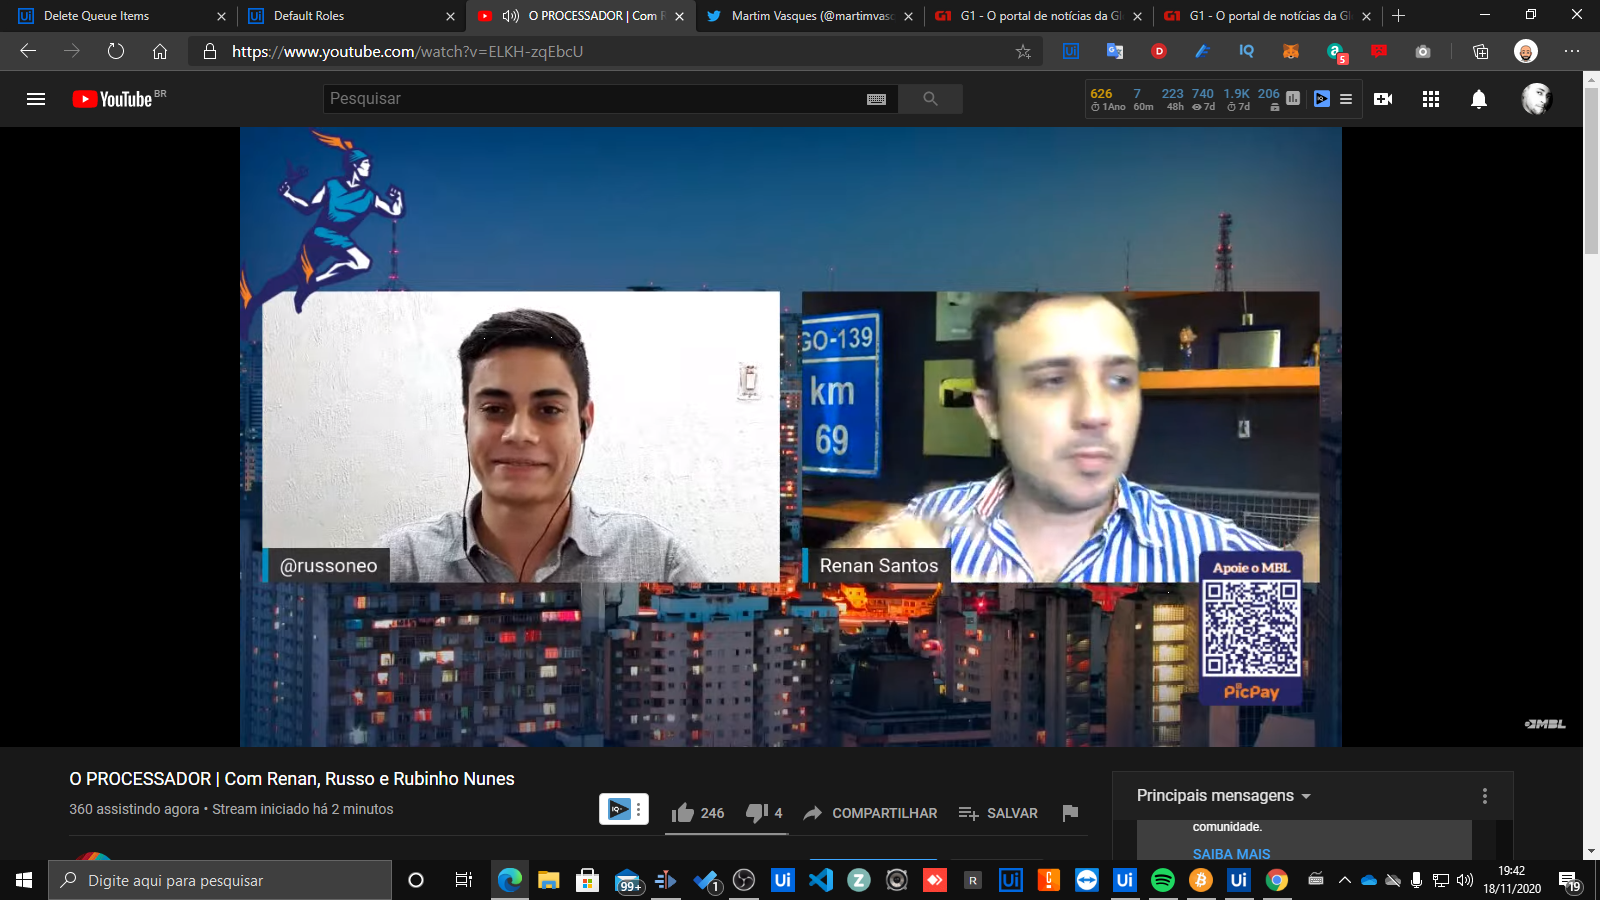 Delete Queue Items
Default Roles
O PROCESSADOR | Com R
Martim Vasques (@martimvasc
G1 - O portal de notícias da Gl
G1 - O portal de notícias da Gl
https://www.youtube.com/watch?v=ELKH-zqEbcU
YouTube BR
Pesquisar
626 7 223 740 1.9K 206
1Ano 60m 48h 7d 7d
GO-139
km
69
@russoneo
Renan Santos
Apoie o MBL
PicPay
MBL
O PROCESSADOR | Com Renan, Russo e Rubinho Nunes
360 assistindo agora • Stream iniciado há 2 minutos
IQ
246
4
COMPARTILHAR
SALVAR
Principais mensagens
comunidade.
SAIBA MAIS
Digite aqui para pesquisar
99+
1
19:42
18/11/2020
19